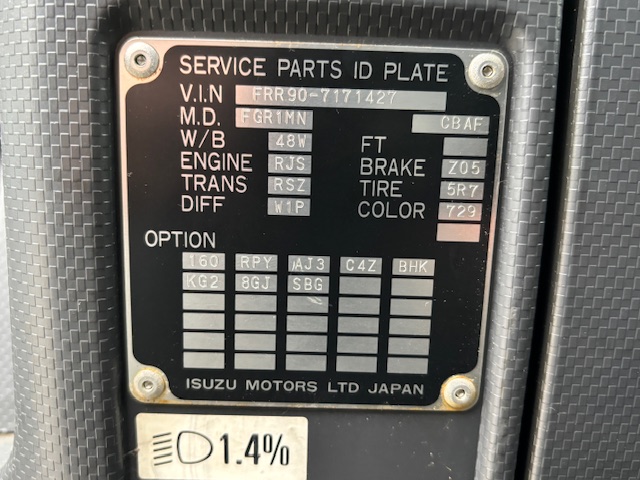 SERVICE PARTS ID PLATE
V.I.N FRR90-7171427
M.D. FGR1MN CBAF
W/B 48W FT
ENGINE RJS BRAKE Z05
TRANS RSZ TIRE 5R7
DIFF W1P COLOR 729
OPTION
160 RPY AJ3 C4Z BHK
KG2 8GJ SBG
ISUZU MOTORS LTD JAPAN
1.4%